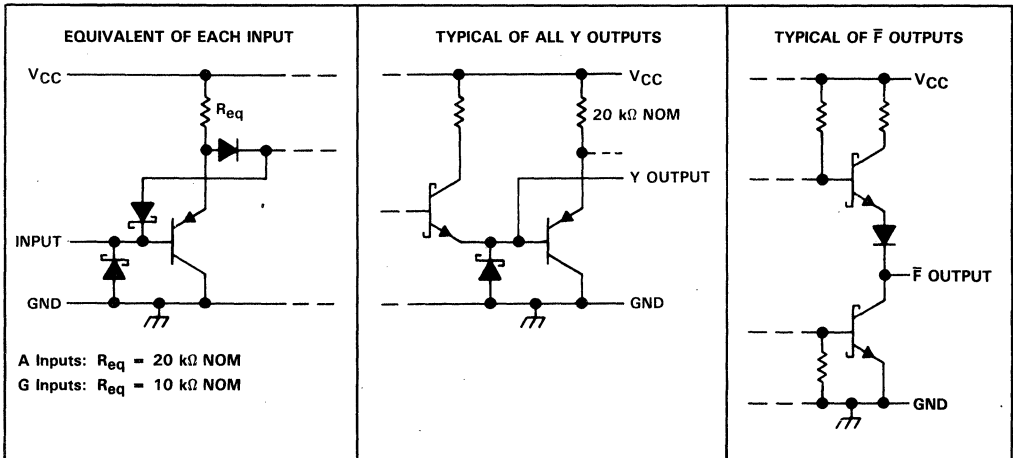 EQUIVALENT OF EACH INPUT
VCC
Req
INPUT
GND
A Inputs: Req = 20 kΩ NOM
G Inputs: Req = 10 kΩ NOM
TYPICAL OF ALL Y OUTPUTS
VCC
20 kΩ NOM
Y OUTPUT
GND
TYPICAL OF F̅ OUTPUTS
VCC
F̅ OUTPUT
GND